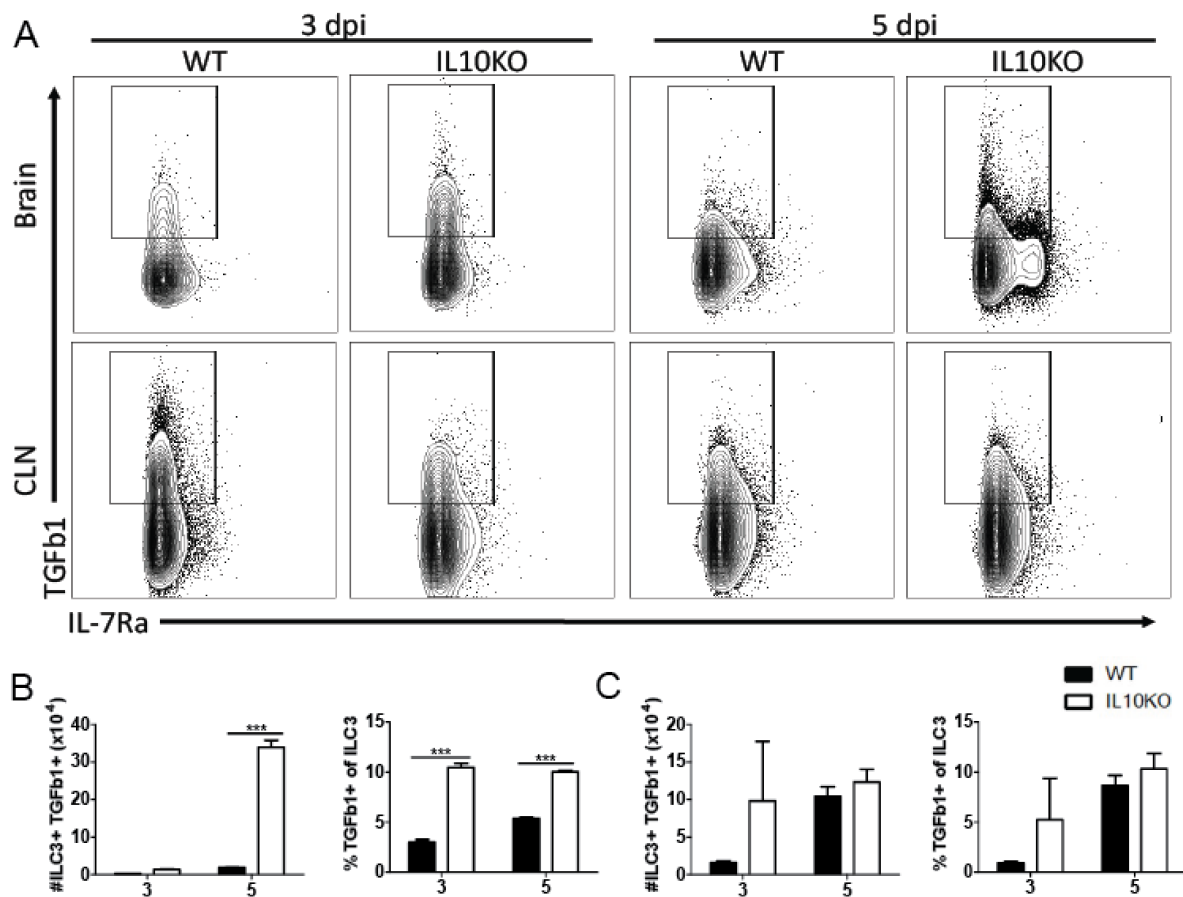 A
3 dpi
5 dpi
WT
IL10KO
WT
IL10KO
Brain
CLN
TGFb1
IL-7Ra
B
#ILC3+ TGFb1+ (x10⁴)
40
30
20
10
0
***
3
5
% TGFb1+ of ILC3
15
10
5
0
***
***
3
5
C
WT
IL10KO
#ILC3+ TGFb1+ (x10⁴)
20
15
10
5
0
3
5
% TGFb1+ of ILC3
15
10
5
0
3
5